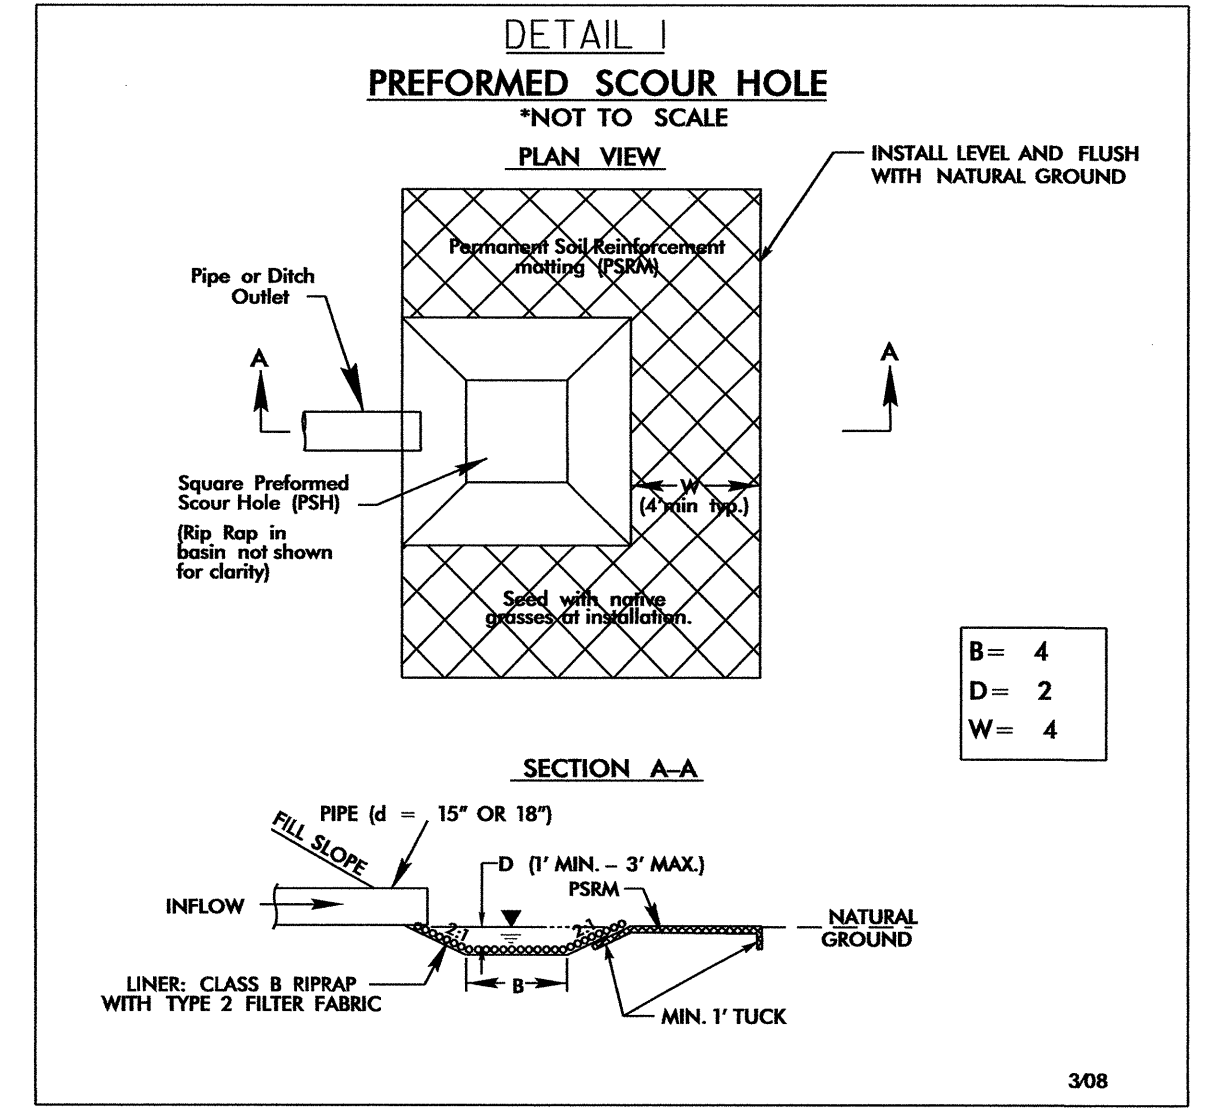 DETAIL 1
PREFORMED SCOUR HOLE
*NOT TO SCALE
PLAN VIEW
INSTALL LEVEL AND FLUSH
WITH NATURAL GROUND
Permanent Soil Reinforcement
matting (PSRM)
Pipe or Ditch
Outlet
A
A
Square Preformed
Scour Hole (PSH)
(Rip Rap in
basin not shown
for clarity)
W
(4' min typ.)
Seed with native
grasses at installation.
B= 4
D= 2
W= 4
SECTION A-A
PIPE (d = 15" OR 18")
FILL SLOPE
D (1' MIN. - 3' MAX.)
PSRM
INFLOW
2:1
2:1
NATURAL
GROUND
LINER: CLASS B RIPRAP
WITH TYPE 2 FILTER FABRIC
B
MIN. 1' TUCK
3/08